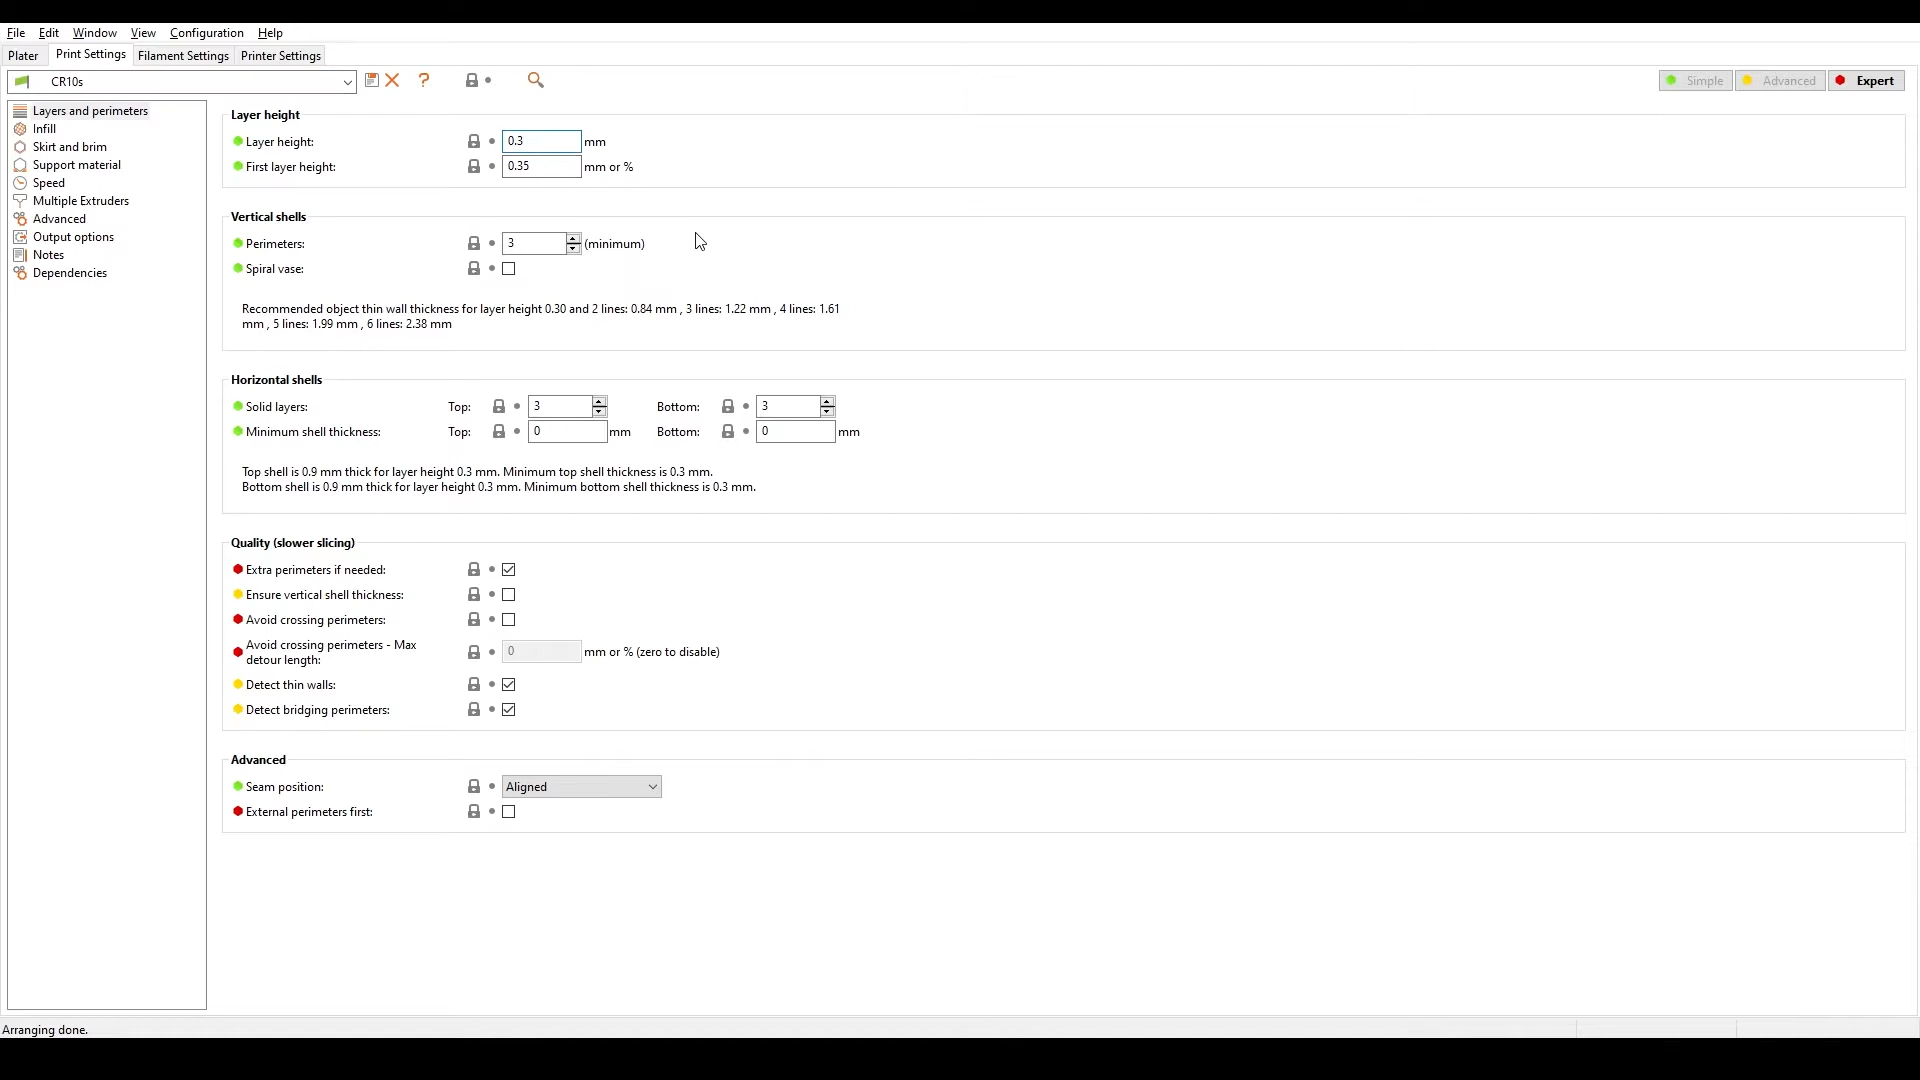 File Edit Window View Configuration Help
Plater Print Settings Filament Settings Printer Settings
CR10s
? Simple Advanced Expert
Layers and perimeters
Infill
Skirt and brim
Support material
Speed
Multiple Extruders
Advanced
Output options
Notes
Dependencies
Layer height
Layer height: 0.3 mm
First layer height: 0.35 mm or %
Vertical shells
Perimeters: 3 (minimum)
Spiral vase:
Recommended object thin wall thickness for layer height 0.30 and 2 lines: 0.84 mm , 3 lines: 1.22 mm , 4 lines: 1.61
mm , 5 lines: 1.99 mm , 6 lines: 2.38 mm
Horizontal shells
Solid layers: Top: 3 Bottom: 3
Minimum shell thickness: Top: 0 mm Bottom: 0 mm
Top shell is 0.9 mm thick for layer height 0.3 mm. Minimum top shell thickness is 0.3 mm.
Bottom shell is 0.9 mm thick for layer height 0.3 mm. Minimum bottom shell thickness is 0.3 mm.
Quality (slower slicing)
Extra perimeters if needed:
Ensure vertical shell thickness:
Avoid crossing perimeters:
Avoid crossing perimeters - Max
detour length: 0 mm or % (zero to disable)
Detect thin walls:
Detect bridging perimeters:
Advanced
Seam position: Aligned
External perimeters first:
Arranging done.